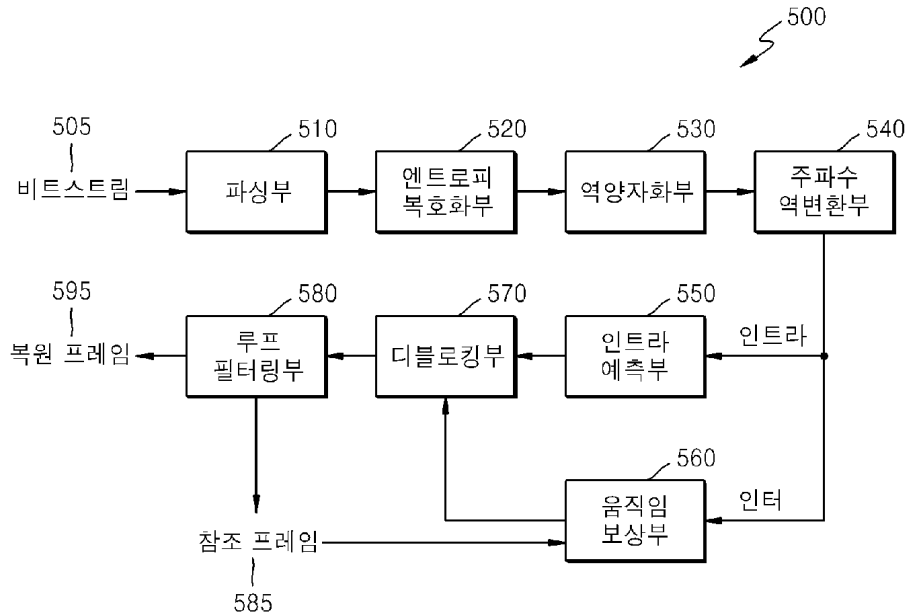 500
505
510
520
530
540
비트스트림
파싱부
엔트로피
복호화부
역양자화부
주파수
역변환부
595
580
570
550
복원 프레임
루프
필터링부
디블로킹부
인트라
예측부
인트라
560
움직임
보상부
인터
참조 프레임
585